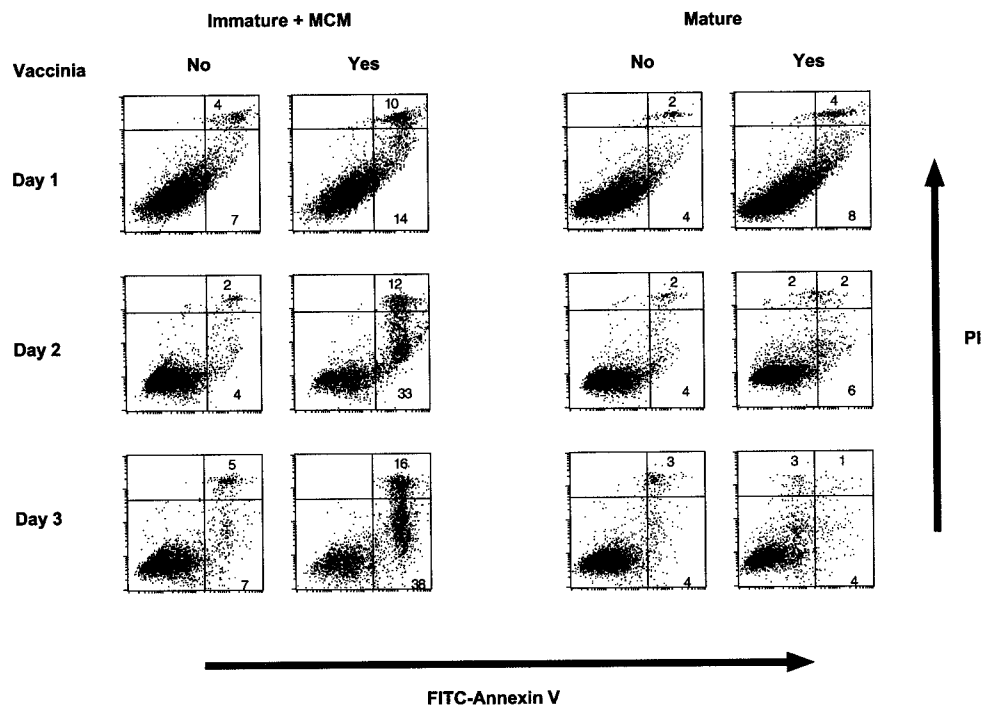 Immature + MCM Mature
Vaccinia No Yes No Yes
4 10 2 4
Day 1
7 14 4 8
2 12 2 2 2
Day 2
PI
4 33 4 6
5 16 3 3 1
Day 3
7 38 4 4
FITC-Annexin V